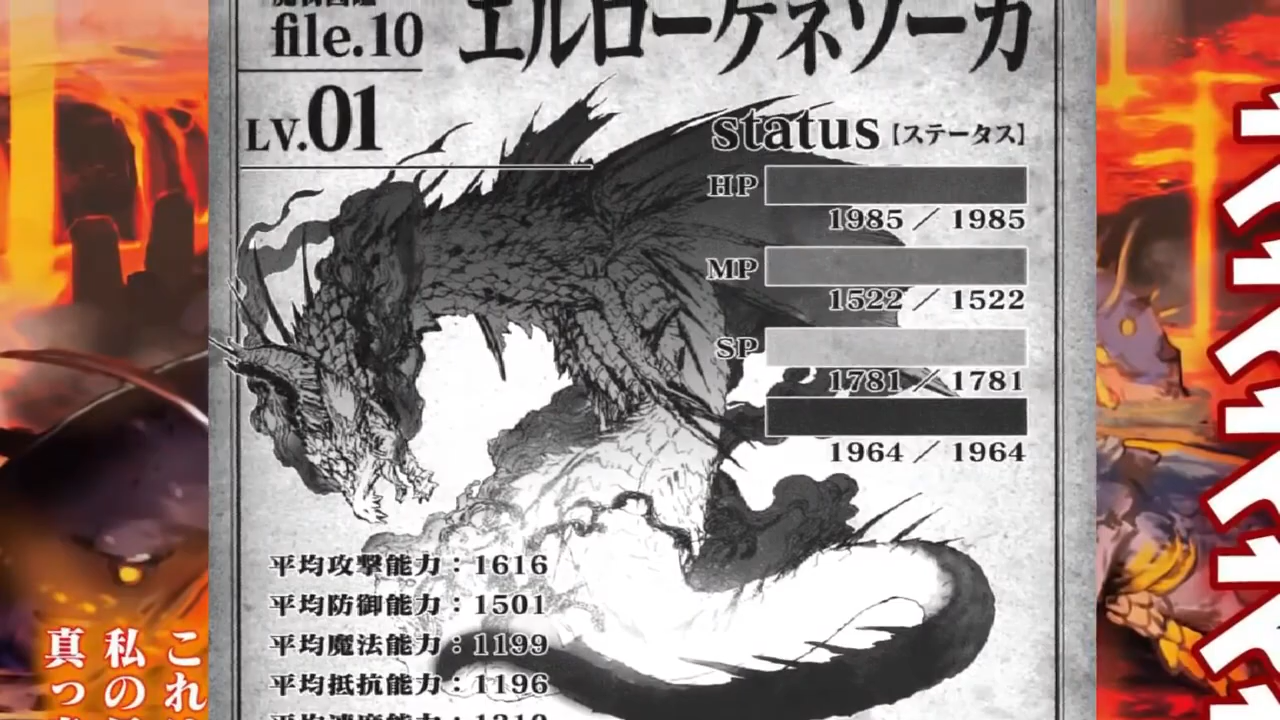 file.10
エルローゲネソーカ
LV.01
status【ステータス】
HP
1985／1985
MP
1522／1522
SP
1781／1781
1964／1964
平均攻撃能力：1616
平均防御能力：1501
平均魔法能力：1199
平均抵抗能力：1196
これ
私の
真っ